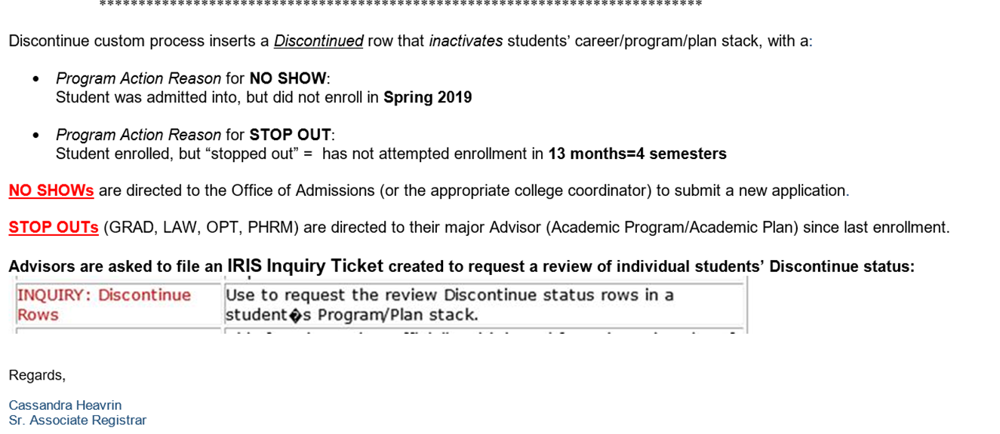 ******************************************************************************
Discontinue custom process inserts a Discontinued row that inactivates students’ career/program/plan stack, with a:
• Program Action Reason for NO SHOW:
Student was admitted into, but did not enroll in Spring 2019
• Program Action Reason for STOP OUT:
Student enrolled, but “stopped out” = has not attempted enrollment in 13 months=4 semesters
NO SHOWs are directed to the Office of Admissions (or the appropriate college coordinator) to submit a new application.
STOP OUTs (GRAD, LAW, OPT, PHRM) are directed to their major Advisor (Academic Program/Academic Plan) since last enrollment.
Advisors are asked to file an IRIS Inquiry Ticket created to request a review of individual students’ Discontinue status:
INQUIRY: Discontinue
Rows
Use to request the review Discontinue status rows in a
student�s Program/Plan stack.
Regards,
Cassandra Heavrin
Sr. Associate Registrar